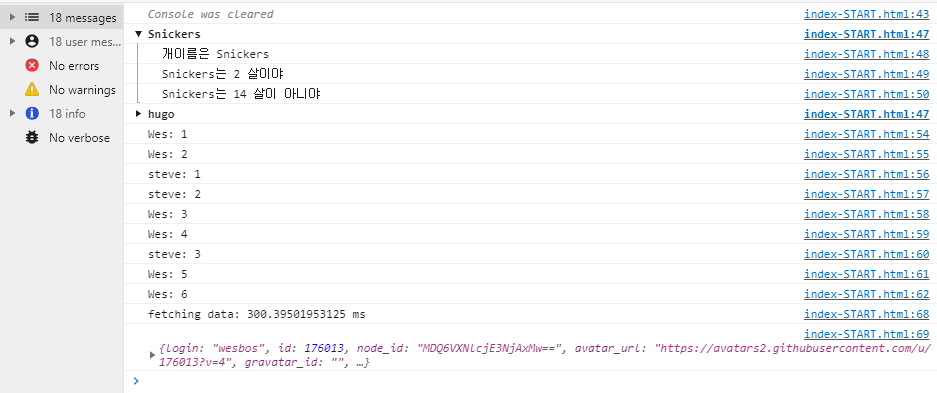 18 messages
18 user mes...
No errors
No warnings
18 info
No verbose
Console was cleared index-START.html:43
Snickers index-START.html:47
개이름은 Snickers index-START.html:48
Snickers는 2 살이야 index-START.html:49
Snickers는 14 살이 아니야 index-START.html:50
hugo index-START.html:47
Wes: 1 index-START.html:54
Wes: 2 index-START.html:55
steve: 1 index-START.html:56
steve: 2 index-START.html:57
Wes: 3 index-START.html:58
Wes: 4 index-START.html:59
steve: 3 index-START.html:60
Wes: 5 index-START.html:61
Wes: 6 index-START.html:62
fetching data: 300.39501953125 ms index-START.html:68
index-START.html:69
{login: "wesbos", id: 176013, node_id: "MDQ6VXNlcjE3NjAxMw==", avatar_url: "https://avatars2.githubusercontent.com/u/
176013?v=4", gravatar_id: "", …}